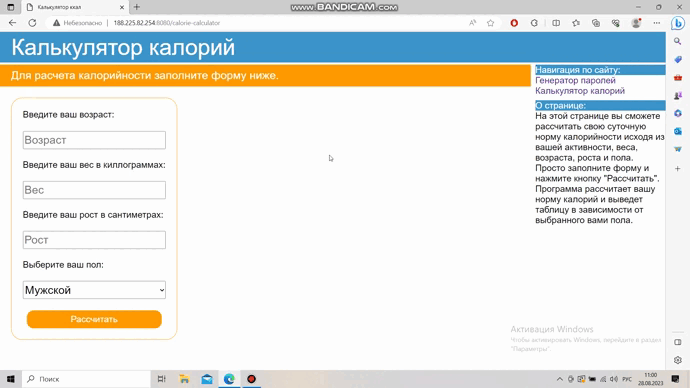 www.BANDICAM.com
Калькулятор ккал
Небезопасно | 188.225.82.254:8080/calorie-calculator
Калькулятор калорий
Для расчета калорийности заполните форму ниже.
Введите ваш возраст:
Возраст
Введите ваш вес в киллограммах:
Вес
Введите ваш рост в сантиметрах:
Рост
Выберите ваш пол:
Мужской
Рассчитать
Навигация по сайту:
Генератор паролей
Калькулятор калорий
О странице:
На этой странице вы сможете
рассчитать свою суточную
норму калорийности исходя из
вашей активности, веса,
возраста, роста и пола.
Просто заполните форму и
нажмите кнопку "Рассчитать".
Программа рассчитает вашу
норму калорий и выведет
таблицу в зависимости от
выбранного вами пола.
Активация Windows
Чтобы активировать Windows, перейдите в раздел
"Параметры".
Поиск
РУС
11:00
28.08.2023